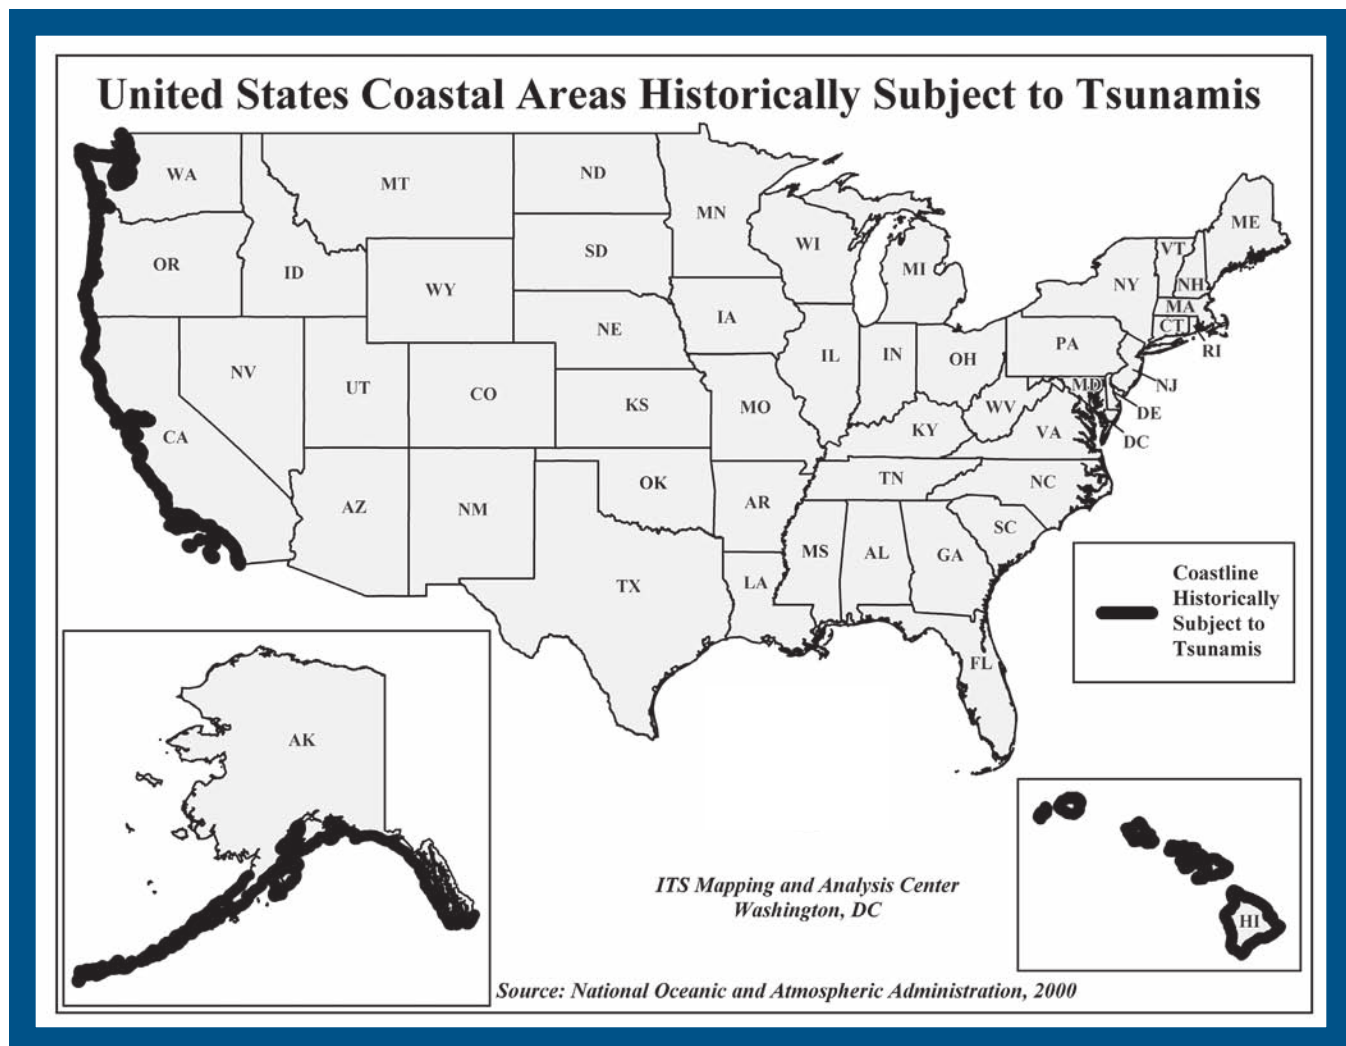 United States Coastal Areas Historically Subject to Tsunamis
WA
MT
ND
MN
ME
OR
ID
SD
WI
MI
VT
NY
NH
WY
MA
IA
CT
NE
RI
NV
UT
CO
IL
IN
OH
PA
NJ
MD
KS
MO
WV
DE
CA
KY
VA
DC
AZ
NM
OK
AR
TN
NC
SC
MS
AL
GA
TX
LA
FL
Coastline
Historically
Subject to
Tsunamis
AK
HI
ITS Mapping and Analysis Center
Washington, DC
Source: National Oceanic and Atmospheric Administration, 2000